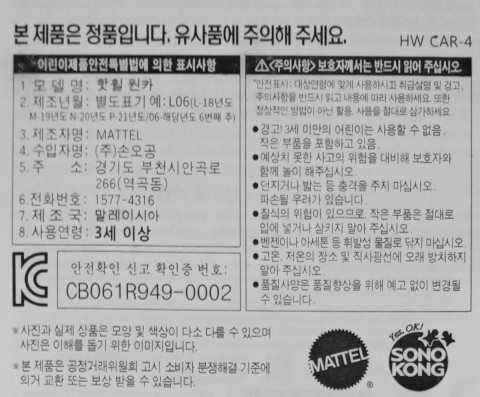 본 제품은 정품입니다. 유사품에 주의해 주세요.
HW CAR-4
어린이제품안전특별법에 의한 표시사항
1. 모 델 명: 핫휠 원카
2. 제조년월: 별도표기 예: L06(L-18년도
M-19년도 N-20년도 P-21년도/06-해당년도 6번째 주)
3. 제조자명: MATTEL
4. 수입자명: (주)손오공
5. 주 소: 경기도 부천시안곡로
266(역곡동)
6. 전화번호: 1577-4316
7. 제 조 국: 말레이시아
8. 사용연령: 3세 이상
안전확인 신고 확인증 번호:
CB061R949-0002
⚠<주의사항> 보호자께서는 반드시 읽어 주십시오.
*안전표시: 대상연령에 맞게 사용하시고 취급설명 및 경고,
주의사항을 반드시 읽고 내용에 따라 사용하세요. 또한
정상적인 방법이 아닌 활용, 사용을 절대로 삼가하세요.
● 경고! 3세 미만의 어린이는 사용할 수 없음.
작은 부품을 포함하고 있음.
● 예상치 못한 사고의 위험을 대비해 보호자와
함께 놀이 해주십시오.
● 던지거나 밟는 등 충격을 주지 마십시오.
파손될 우려가 있습니다.
● 질식의 위험이 있으므로, 작은 부품은 절대로
입에 넣거나 삼키지 말아 주십시오.
● 벤젠이나 아세톤 등 휘발성 물질로 닦지 마십시오.
● 고온, 저온의 장소 및 직사광선에 오래 방치하지
말아 주십시오.
● 품질사양은 품질향상을 위해 예고 없이 변경될
수 있습니다.
※사진과 실제 상품은 모양 및 색상이 다소 다를 수 있으며
사진은 이해를 돕기 위한 이미지입니다.
※본 제품은 공정거래위원회 고시 소비자 분쟁해결 기준에
의거 교환 또는 보상 받을 수 있습니다.
MATTEL
®
Yes, OK!
SONO
KONG